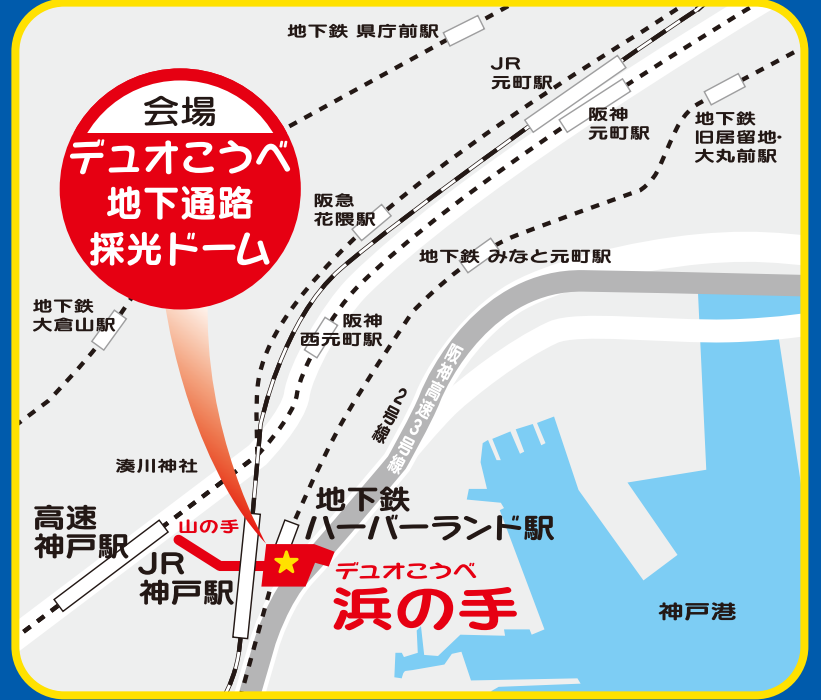 地下鉄 県庁前駅
JR
元町駅
阪神
元町駅
地下鉄
旧居留地・
大丸前駅
会場
デュオこうべ
地下通路
採光ドーム
阪急
花隈駅
地下鉄 みなと元町駅
地下鉄
大倉山駅
阪神
西元町駅
阪神高速3号線
2号線
湊川神社
高速
神戸駅
山の手
JR
神戸駅
地下鉄
ハーバーランド駅
デュオこうべ
浜の手
神戸港